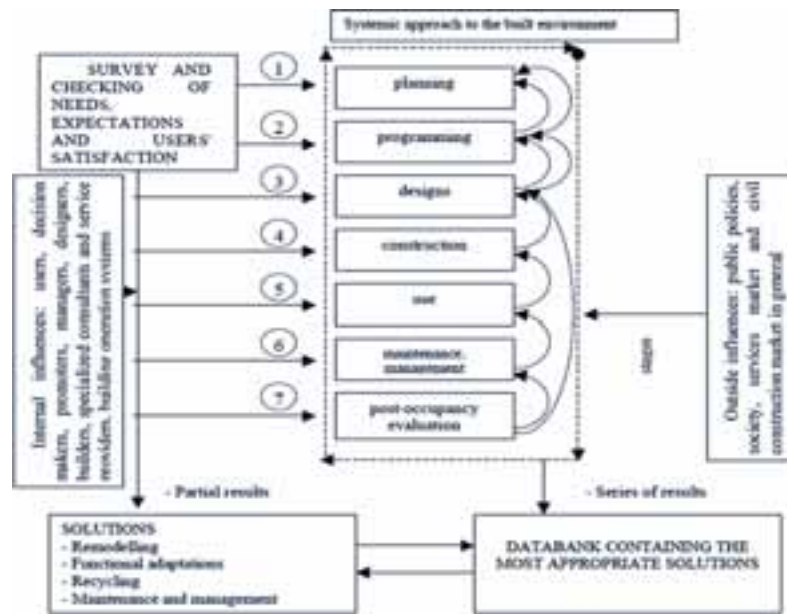 Systemic approach to the built environment
SURVEY AND
CHECKING OF
NEEDS,
EXPECTATIONS
AND USERS'
SATISFACTION
1
2
3
4
5
6
7
planning
programming
designs
construction
use
maintenance,
post-occupancy
evaluation
Internal influences: users, decision
makers, promoters, managers, designers,
builders, specialized consultants and service
providers, building operation systems
Outside influences: public policies,
society, services market and civil
construction market in general
stages
- Partial results
- Series of results
SOLUTIONS
- Remodelling
- Functional adaptations
- Recycling
- Maintenance and management
DATABANK CONTAINING THE
MOST APPROPRIATE SOLUTIONS